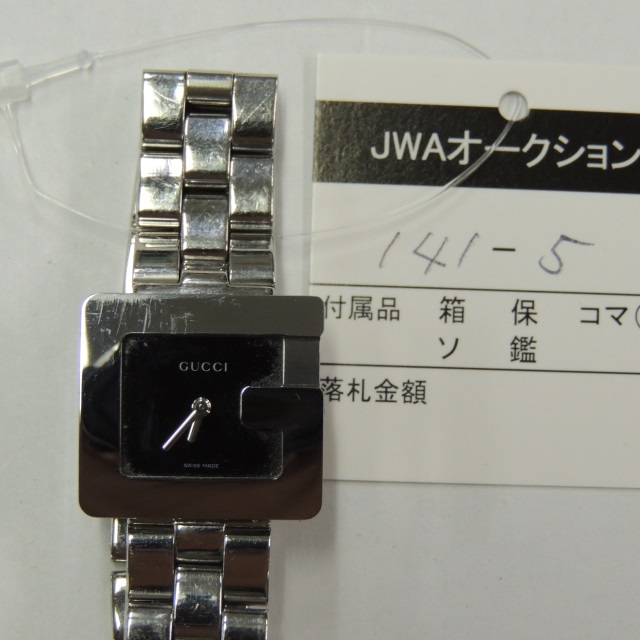 JWAオークション
141-5
付属品 箱 保 コマ(
ソ 鑑
落札金額
GUCCI
SWISS MADE